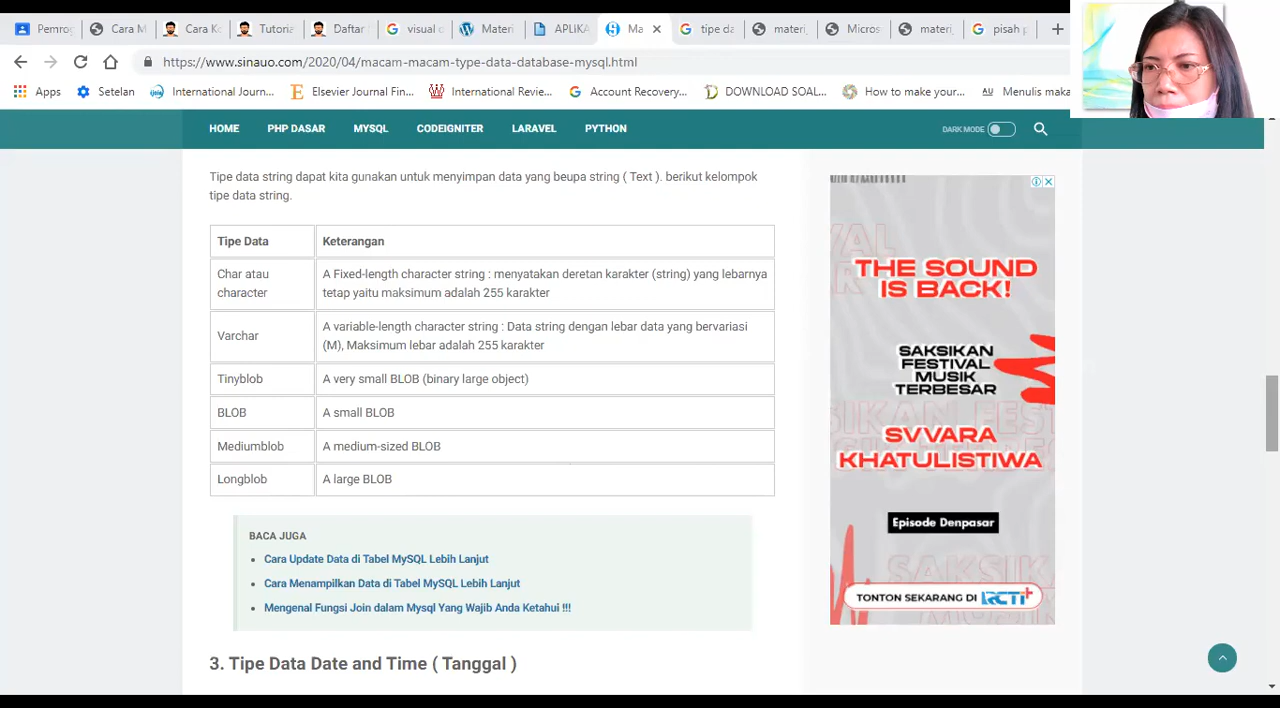 Pemrog
Cara M
Cara Ko
Tutoria
Daftar
visual c
Materi
APLIKA
Ma
tipe da
materi
Micros
materi
pisah p
https://www.sinauo.com/2020/04/macam-macam-type-data-database-mysql.html
Apps
Setelan
International Journ...
Elsevier Journal Fin...
International Revie...
Account Recovery...
DOWNLOAD SOAL...
How to make your...
Menulis maka
HOME
PHP DASAR
MYSQL
CODEIGNITER
LARAVEL
PYTHON
DARK MODE
Tipe data string dapat kita gunakan untuk menyimpan data yang beupa string ( Text ). berikut kelompok
tipe data string.
Tipe Data
Keterangan
Char atau
character
A Fixed-length character string : menyatakan deretan karakter (string) yang lebarnya
tetap yaitu maksimum adalah 255 karakter
Varchar
A variable-length character string : Data string dengan lebar data yang bervariasi
(M), Maksimum lebar adalah 255 karakter
Tinyblob
A very small BLOB (binary large object)
BLOB
A small BLOB
Mediumblob
A medium-sized BLOB
Longblob
A large BLOB
BACA JUGA
Cara Update Data di Tabel MySQL Lebih Lanjut
Cara Menampilkan Data di Tabel MySQL Lebih Lanjut
Mengenal Fungsi Join dalam Mysql Yang Wajib Anda Ketahui !!!
3. Tipe Data Date and Time ( Tanggal )
THE SOUND
IS BACK!
SAKSIKAN
FESTIVAL
MUSIK
TERBESAR
SVVARA
KHATULISTIWA
Episode Denpasar
TONTON SEKARANG DI RCTI+